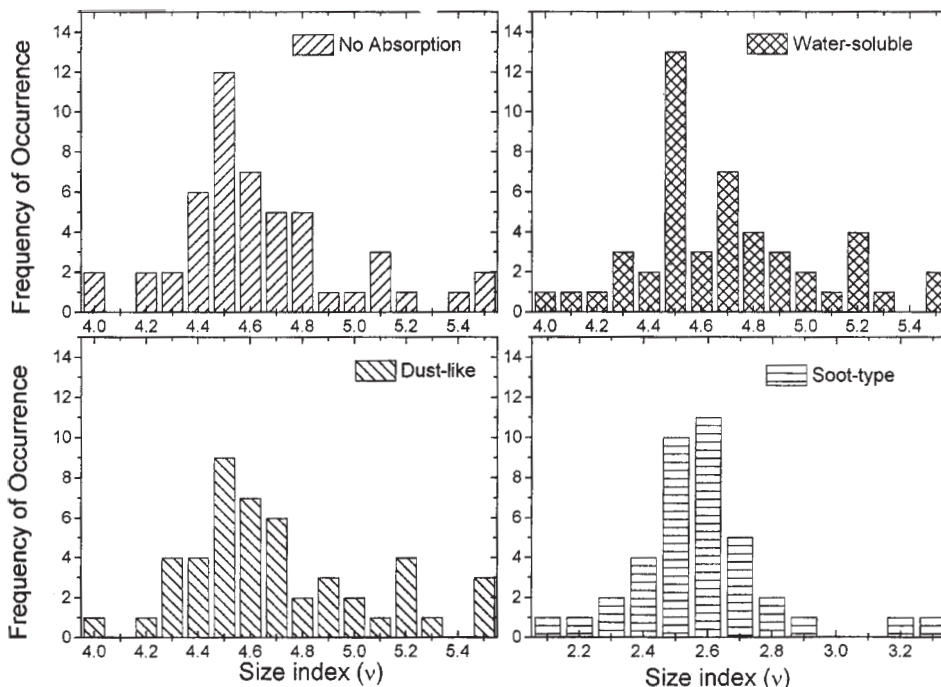 Frequency of Occurrence
14
12
10
8
6
4
2
0
No Absorption
4.0 4.2 4.4 4.6 4.8 5.0 5.2 5.4
14
12
10
8
6
4
2
0
Water-soluble
4.0 4.2 4.4 4.6 4.8 5.0 5.2 5.4
Frequency of Occurrence
14
12
10
8
6
4
2
0
Dust-like
4.0 4.2 4.4 4.6 4.8 5.0 5.2 5.4
Size index (ν)
14
12
10
8
6
4
2
0
Soot-type
2.2 2.4 2.6 2.8 3.0 3.2
Size index (ν)